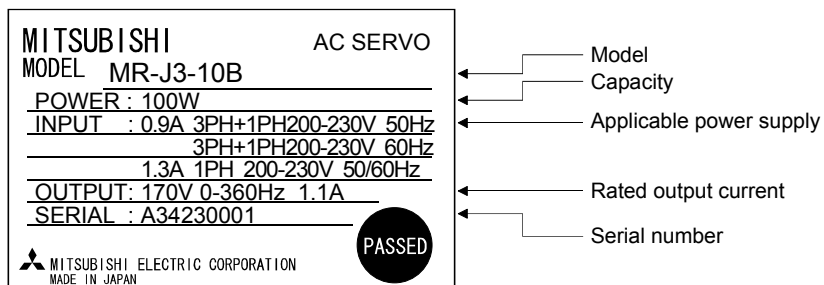 MITSUBISHI AC SERVO
MODEL MR-J3-10B
POWER : 100W
INPUT : 0.9A 3PH+1PH200-230V 50Hz
3PH+1PH200-230V 60Hz
1.3A 1PH 200-230V 50/60Hz
OUTPUT: 170V 0-360Hz 1.1A
SERIAL : A34230001
PASSED
MITSUBISHI ELECTRIC CORPORATION
MADE IN JAPAN
Model
Capacity
Applicable power supply
Rated output current
Serial number